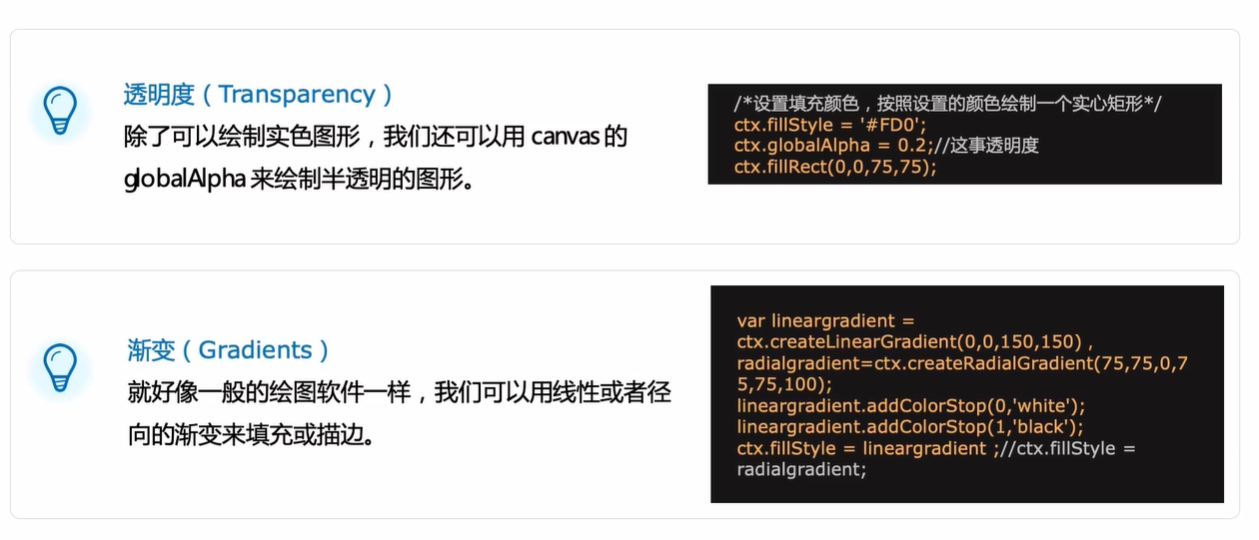 透明度（Transparency）
除了可以绘制实色图形，我们还可以用 canvas 的
globalAlpha 来绘制半透明的图形。
/*设置填充颜色，按照设置的颜色绘制一个实心矩形*/
ctx.fillStyle = '#FD0';
ctx.globalAlpha = 0.2;//这事透明度
ctx.fillRect(0,0,75,75);
渐变（Gradients）
就好像一般的绘图软件一样，我们可以用线性或者径
向的渐变来填充或描边。
var lineargradient =
ctx.createLinearGradient(0,0,150,150)，
radialgradient=ctx.createRadialGradient(75,75,0,7
5,75,100);
lineargradient.addColorStop(0,'white');
lineargradient.addColorStop(1,'black');
ctx.fillStyle = lineargradient ;//ctx.fillStyle =
radialgradient;